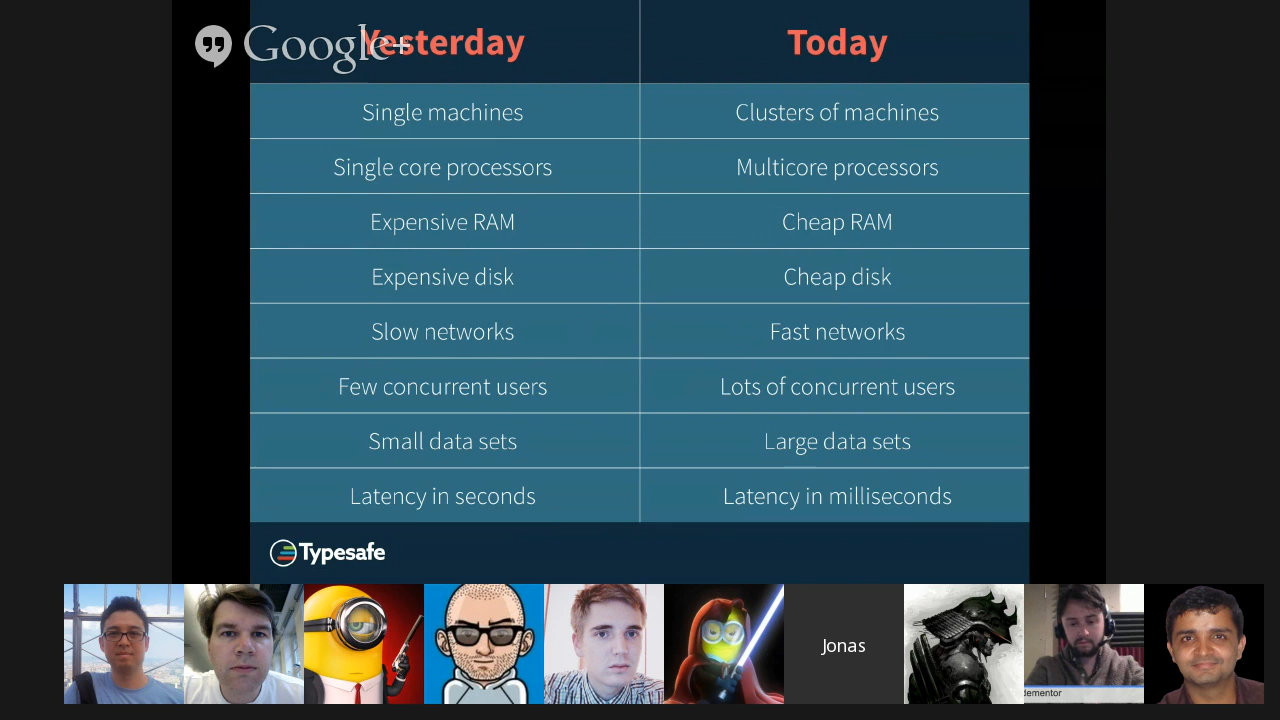 Google+
Yesterday Today
Single machines Clusters of machines
Single core processors Multicore processors
Expensive RAM Cheap RAM
Expensive disk Cheap disk
Slow networks Fast networks
Few concurrent users Lots of concurrent users
Small data sets Large data sets
Latency in seconds Latency in milliseconds
Typesafe
Jonas
dementor